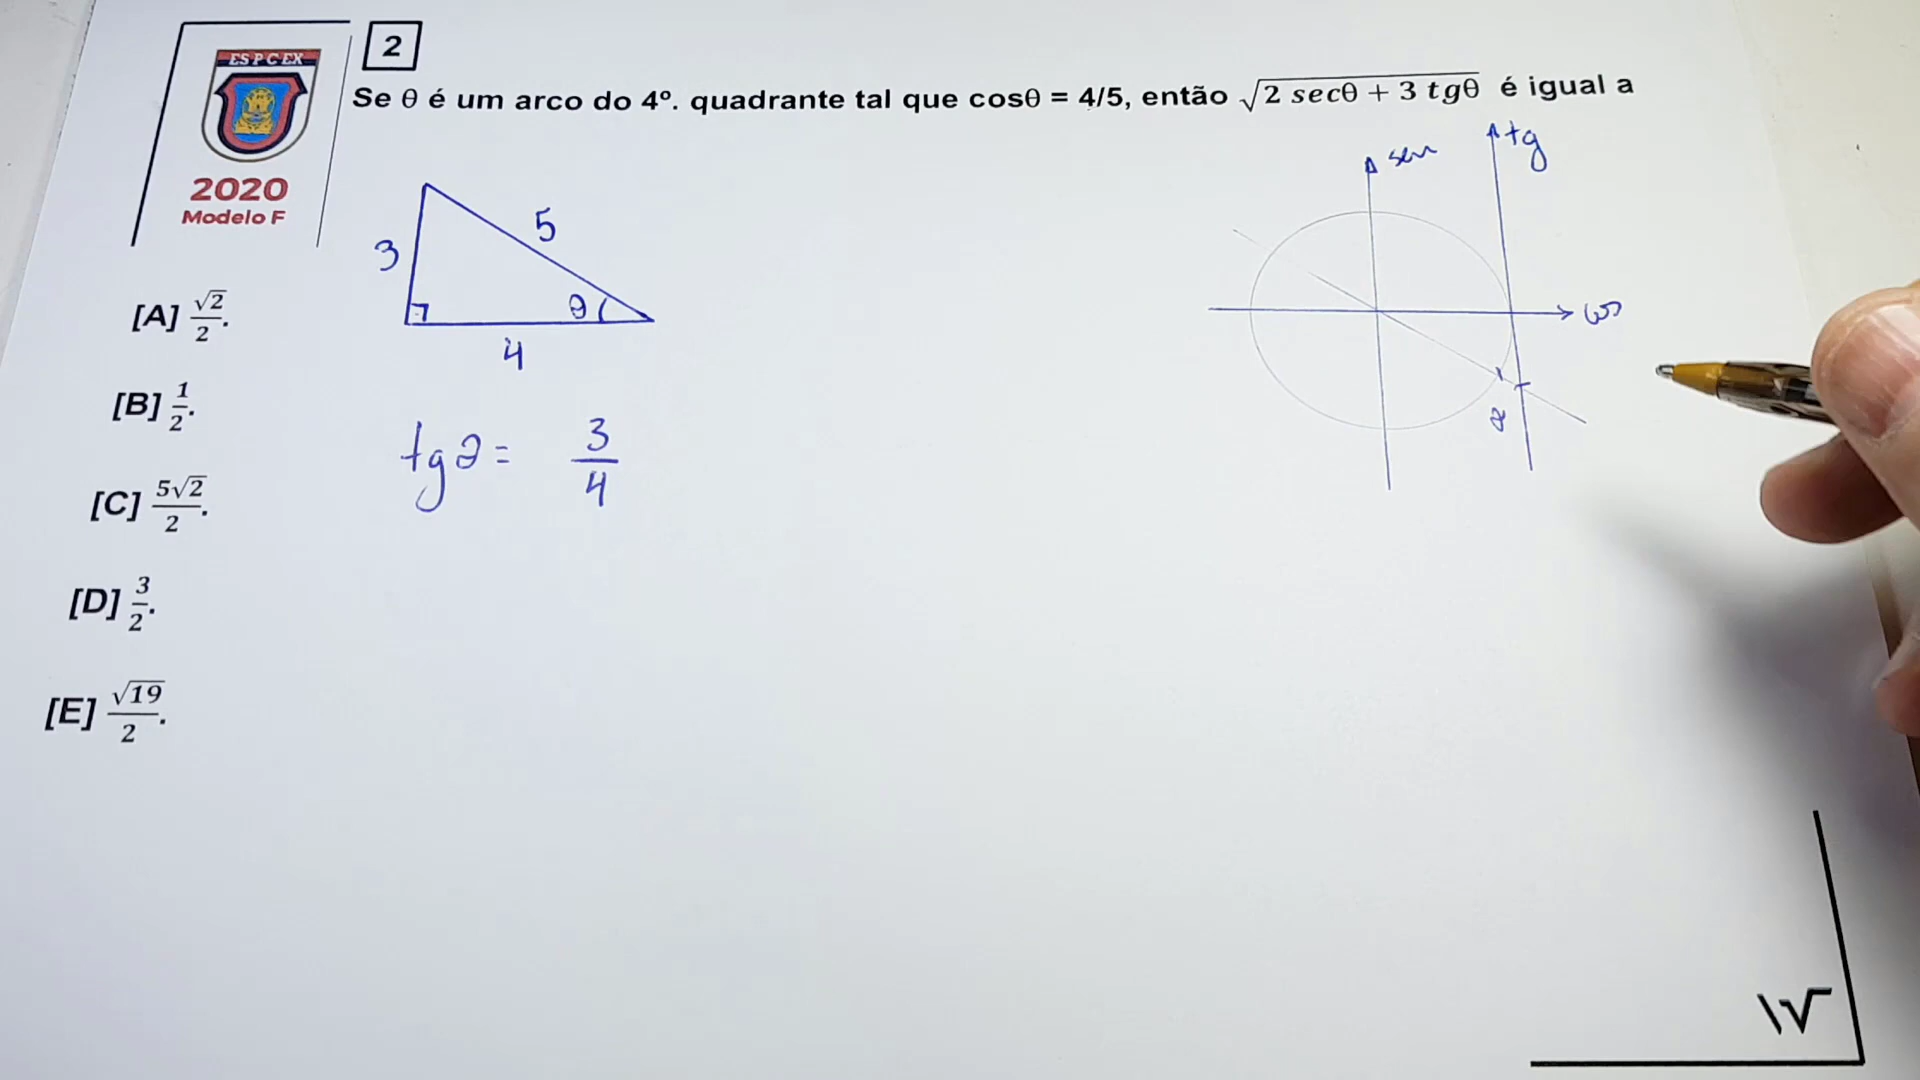 ESPCEX
2020
Modelo F
2
Se θ é um arco do 4º. quadrante tal que cosθ = 4/5, então √(2 secθ + 3 tgθ) é igual a
[A] √2/2.
[B] 1/2.
[C] 5√2/2.
[D] 3/2.
[E] √19/2.
3
5
θ
4
tgθ = 3/4
sen
tg
cos